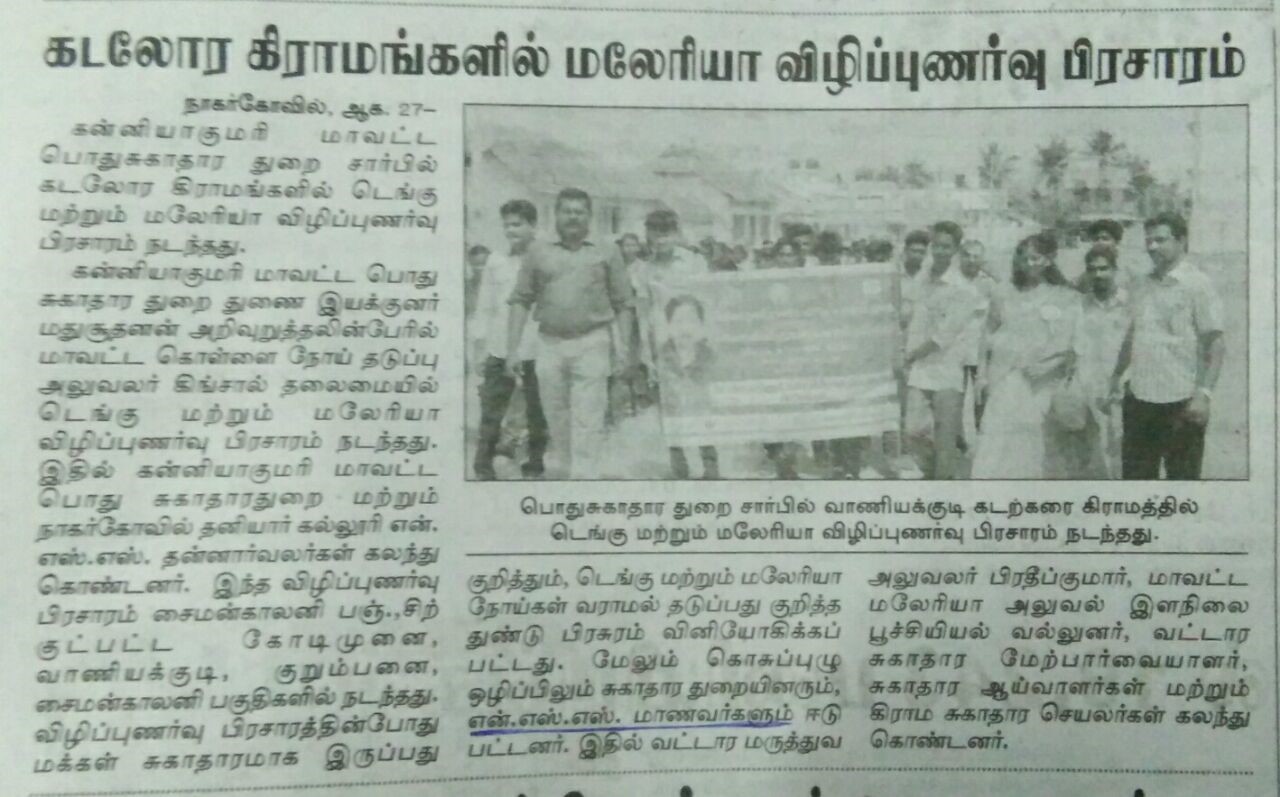 கடலோர கிராமங்களில் மலேரியா விழிப்புணர்வு பிரசாரம்
நாகர்கோவில், ஆக. 27–
கன்னியாகுமரி மாவட்ட
பொதுசுகாதார துறை சார்பில்
கடலோர கிராமங்களில் டெங்கு
மற்றும் மலேரியா விழிப்புணர்வு
பிரசாரம் நடந்தது.
கன்னியாகுமரி மாவட்ட பொது
சுகாதார துறை துணை இயக்குனர்
மதுசூதனன் அறிவுறுத்தலின்பேரில்
மாவட்ட கொள்ளை நோய் தடுப்பு
அலுவலர் கிங்சால் தலைமையில்
டெங்கு மற்றும் மலேரியா
விழிப்புணர்வு பிரசாரம் நடந்தது.
இதில் கன்னியாகுமரி மாவட்ட
பொது சுகாதாரதுறை மற்றும்
நாகர்கோவில் தனியார் கல்லூரி என்.
எஸ்.எஸ். தன்னார்வலர்கள் கலந்து
கொண்டனர். இந்த விழிப்புணர்வு
பிரசாரம் சைமன்காலனி பஞ்.,சிற்
குட்பட்ட கோடிமுனை,
வாணியக்குடி, குறும்பனை,
சைமன்காலனி பகுதிகளில் நடந்தது.
விழிப்புணர்வு பிரசாரத்தின்போது
மக்கள் சுகாதாரமாக இருப்பது
பொதுசுகாதார துறை சார்பில் வாணியக்குடி கடற்கரை கிராமத்தில்
டெங்கு மற்றும் மலேரியா விழிப்புணர்வு பிரசாரம் நடந்தது.
குறித்தும், டெங்கு மற்றும் மலேரியா
நோய்கள் வராமல் தடுப்பது குறித்த
துண்டு பிரசுரம் வினியோகிக்கப்
பட்டது. மேலும் கொசுப்புழு
ஒழிப்பிலும் சுகாதார துறையினரும்,
என்.எஸ்.எஸ். மாணவர்களும் ஈடு
பட்டனர். இதில் வட்டார மருத்துவ
அலுவலர் பிரதீப்குமார், மாவட்ட
மலேரியா அலுவல் இளநிலை
பூச்சியியல் வல்லுனர், வட்டார
சுகாதார மேற்பார்வையாளர்,
சுகாதார ஆய்வாளர்கள் மற்றும்
கிராம சுகாதார செயலர்கள் கலந்து
கொண்டனர்.